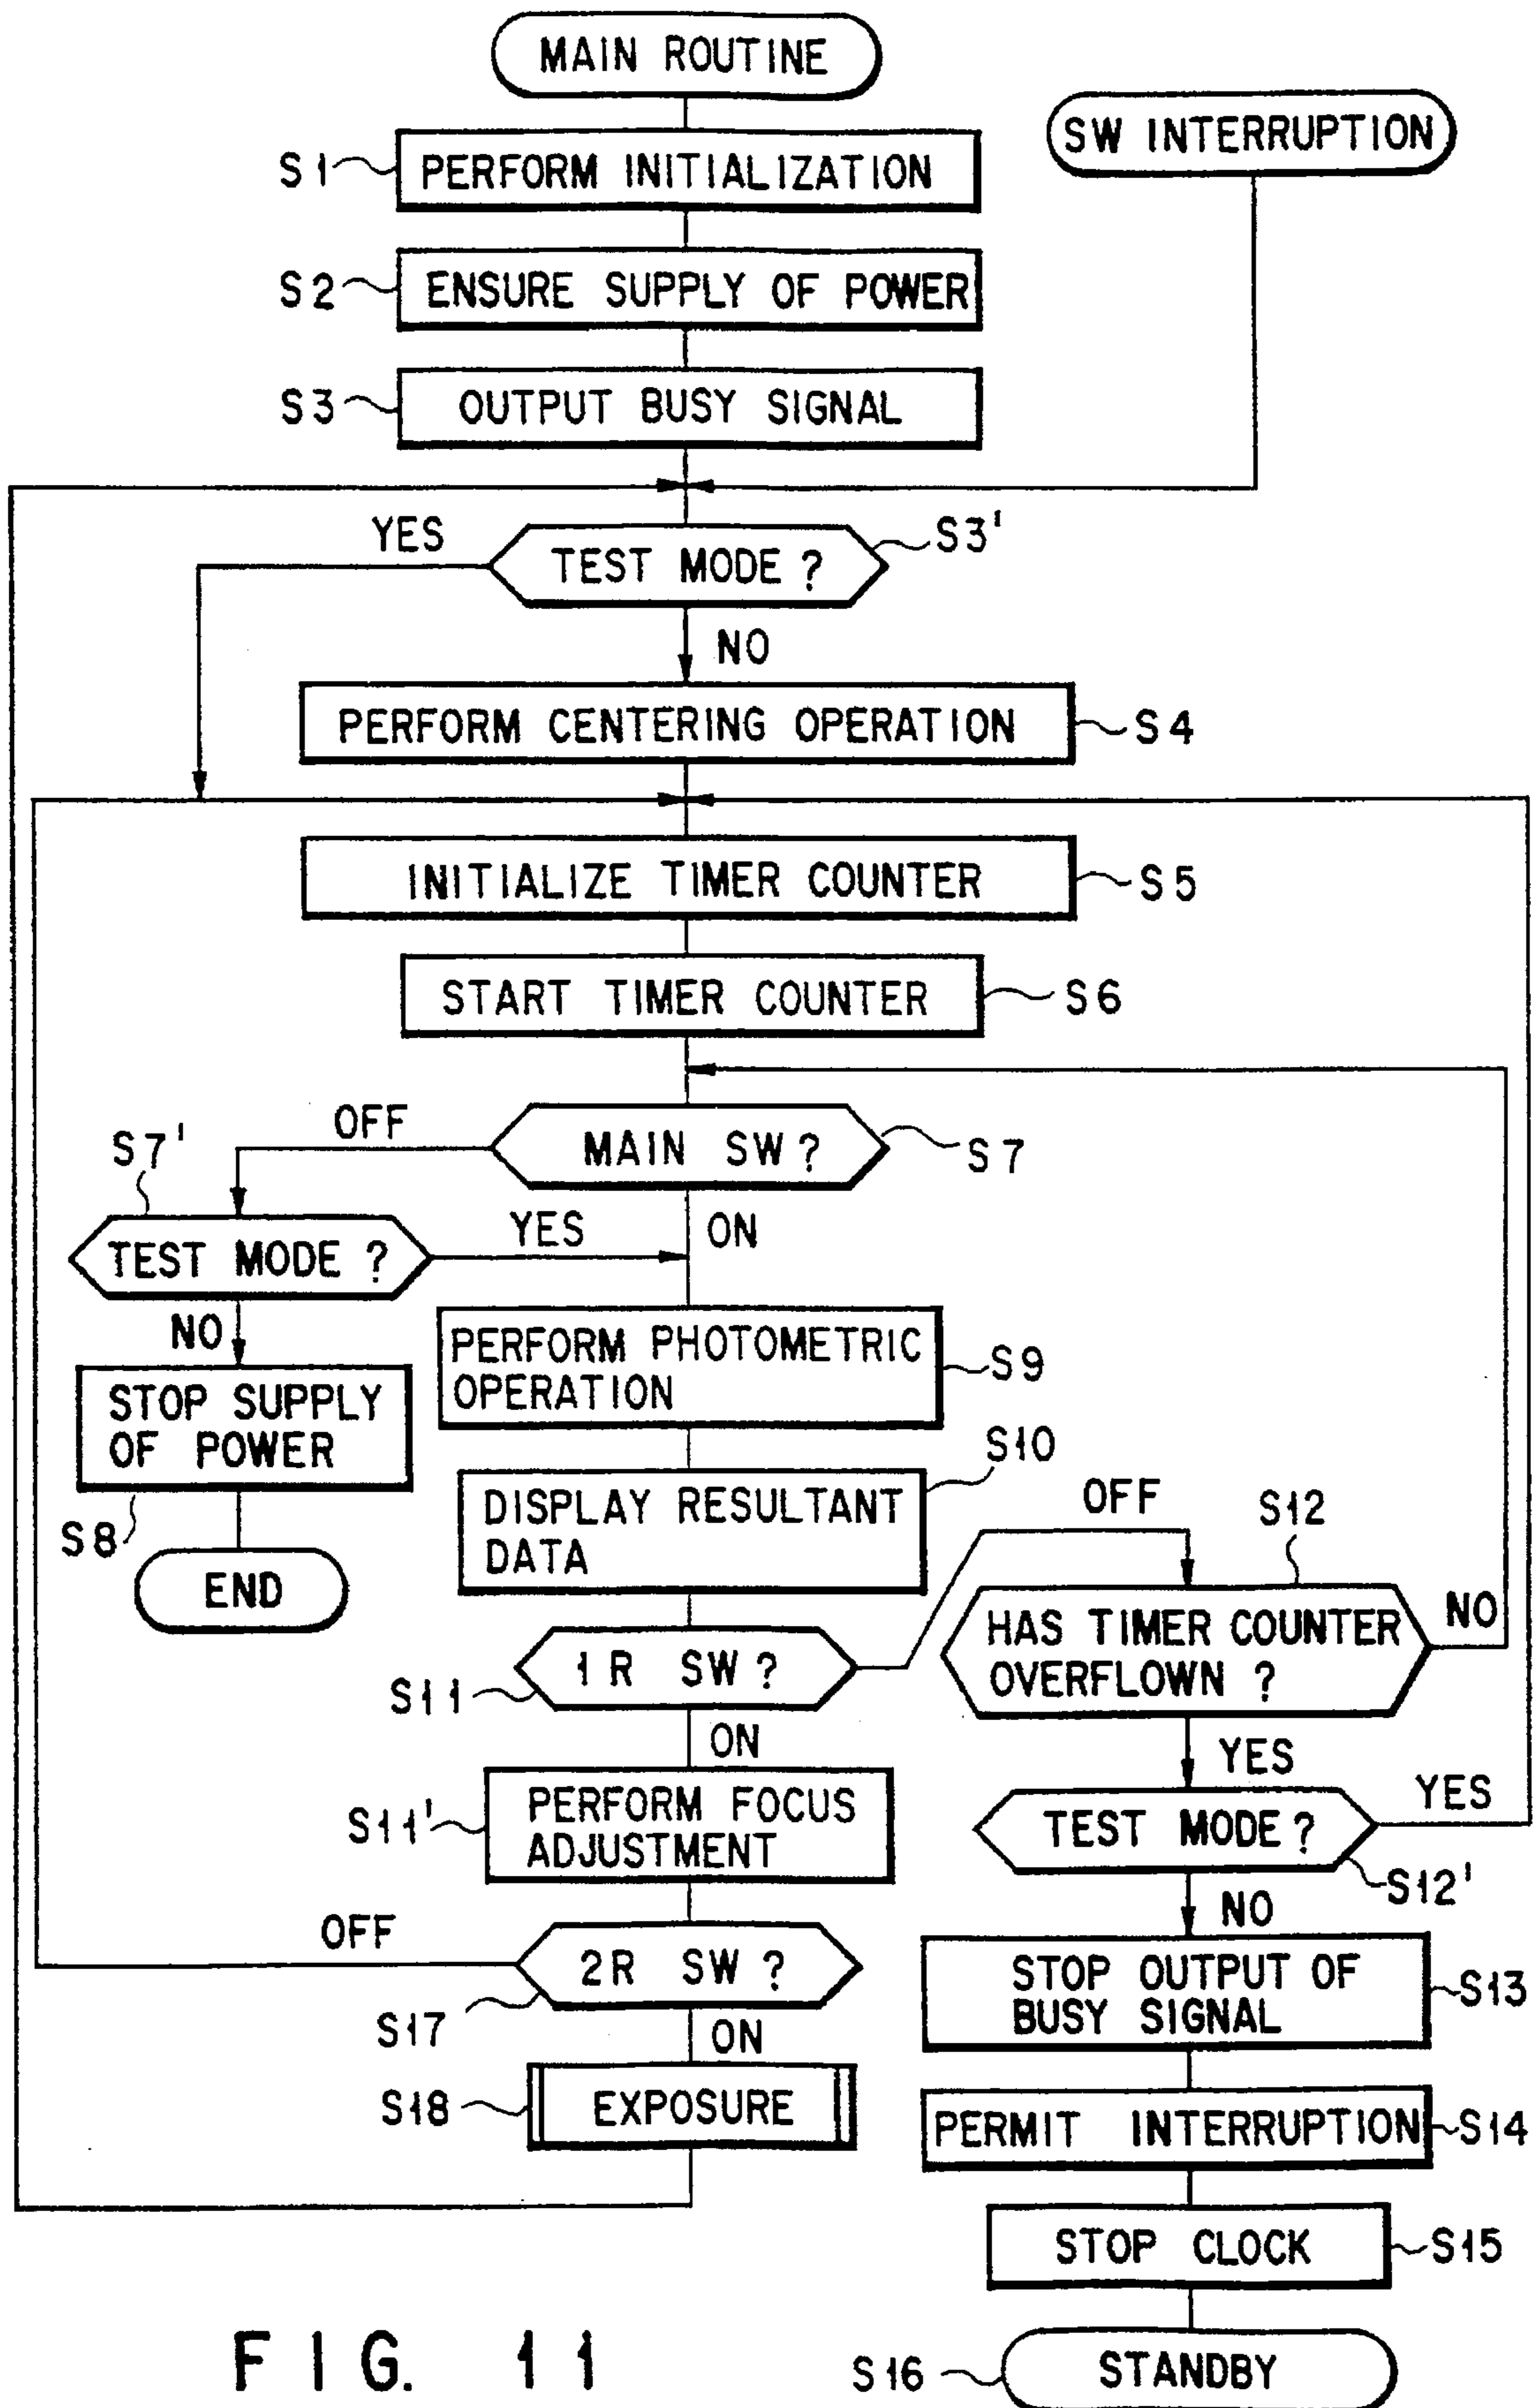 MAIN ROUTINE
SW INTERRUPTION
S1
PERFORM INITIALIZATION
S2
ENSURE SUPPLY OF POWER
S3
OUTPUT BUSY SIGNAL
YES
TEST MODE ?
S3'
NO
PERFORM CENTERING OPERATION
S4
INITIALIZE TIMER COUNTER
S5
START TIMER COUNTER
S6
OFF
MAIN SW ?
S7
S7'
TEST MODE ?
YES
ON
NO
STOP SUPPLY
OF POWER
S8
END
PERFORM PHOTOMETRIC
OPERATION
S9
S10
DISPLAY RESULTANT
DATA
OFF
S12
HAS TIMER COUNTER
OVERFLOWN ?
NO
1R SW ?
S11
ON
YES
S11'
PERFORM FOCUS
ADJUSTMENT
TEST MODE ?
YES
S12'
NO
OFF
2R SW ?
S17
ON
STOP OUTPUT OF
BUSY SIGNAL
S13
S18
EXPOSURE
PERMIT INTERRUPTION
S14
STOP CLOCK
S15
S16
STANDBY
FIG. 11